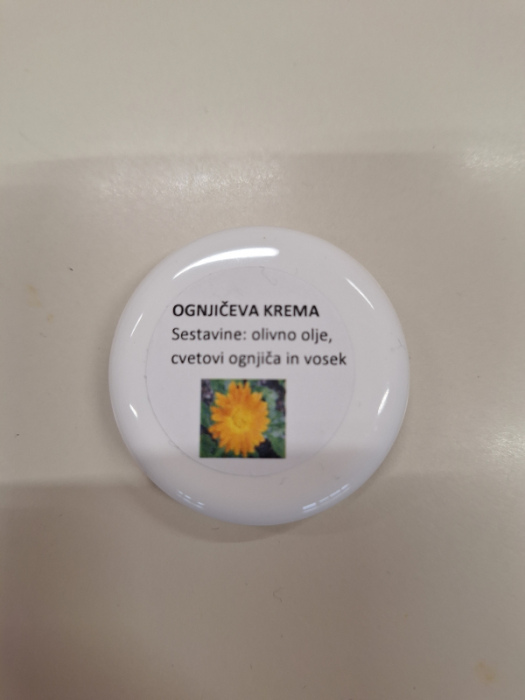 OGNJIČEVA KREMA
Sestavine: olivno olje,
cvetovi ognjiča in vosek